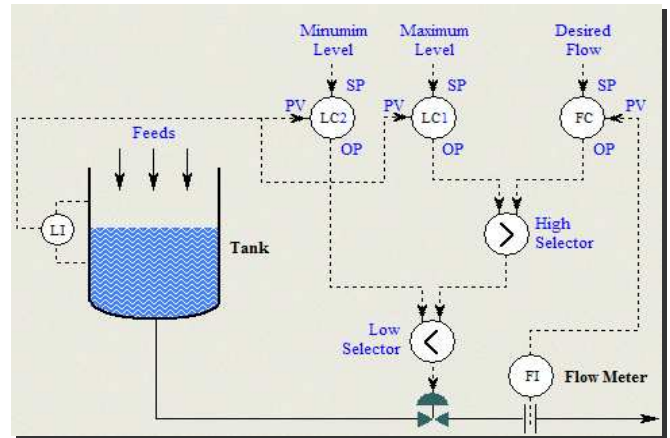 Minumim
Level
Maximum
Level
Desired
Flow
SP
SP
SP
PV
LC2
PV
LC1
FC
PV
OP
OP
OP
Feeds
LI
Tank
>
High
Selector
Low
Selector
<
FI
Flow Meter